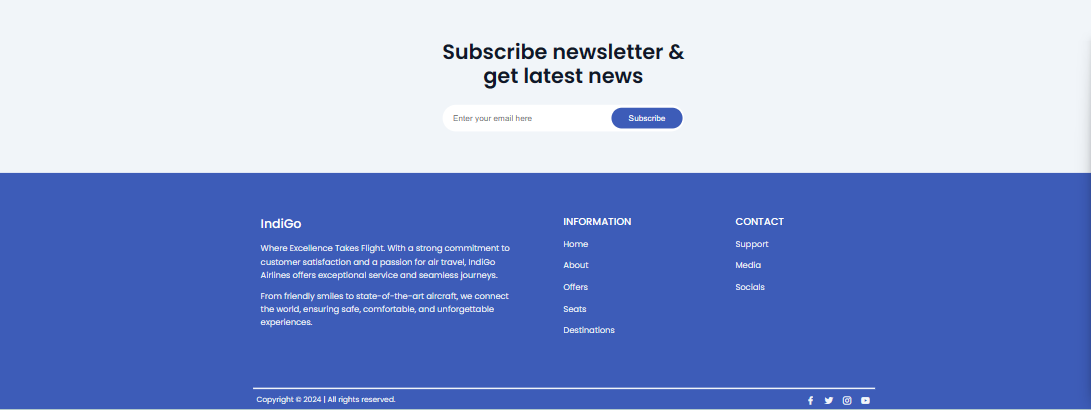 Subscribe newsletter &
get latest news
Enter your email here
Subscribe
IndiGo
Where Excellence Takes Flight. With a strong commitment to
customer satisfaction and a passion for air travel, IndiGo
Airlines offers exceptional service and seamless journeys.
From friendly smiles to state-of-the-art aircraft, we connect
the world, ensuring safe, comfortable, and unforgettable
experiences.
INFORMATION
Home
About
Offers
Seats
Destinations
CONTACT
Support
Media
Socials
Copyright © 2024 | All rights reserved.